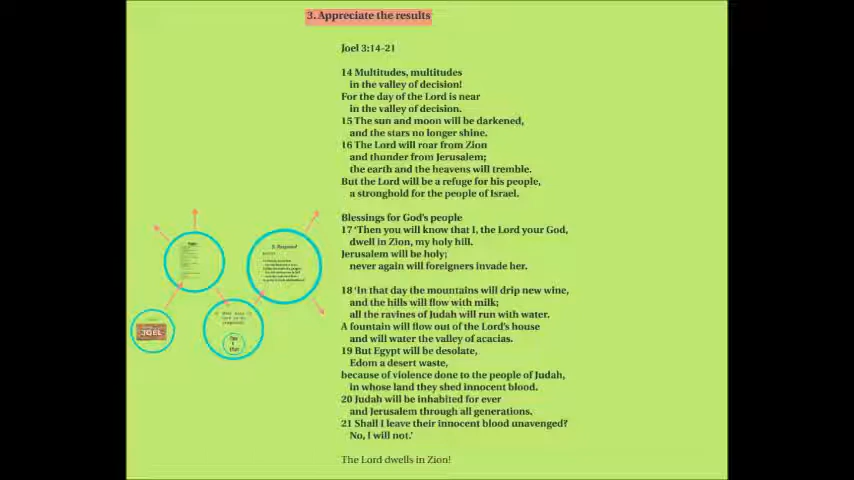 3. Appreciate the results
Joel 3:14-21
14 Multitudes, multitudes
in the valley of decision!
For the day of the Lord is near
in the valley of decision.
15 The sun and moon will be darkened,
and the stars no longer shine.
16 The Lord will roar from Zion
and thunder from Jerusalem;
the earth and the heavens will tremble.
But the Lord will be a refuge for his people,
a stronghold for the people of Israel.
Blessings for God's people
17 'Then you will know that I, the Lord your God,
dwell in Zion, my holy hill.
Jerusalem will be holy;
never again will foreigners invade her.
18 'In that day the mountains will drip new wine,
and the hills will flow with milk;
all the ravines of Judah will run with water.
A fountain will flow out of the Lord's house
and will water the valley of acacias.
19 But Egypt will be desolate,
Edom a desert waste,
because of violence done to the people of Judah,
in whose land they shed innocent blood.
20 Judah will be inhabited for ever
and Jerusalem through all generations.
21 Shall I leave their innocent blood unavenged?
No, I will not.'
The Lord dwells in Zion!
JOEL